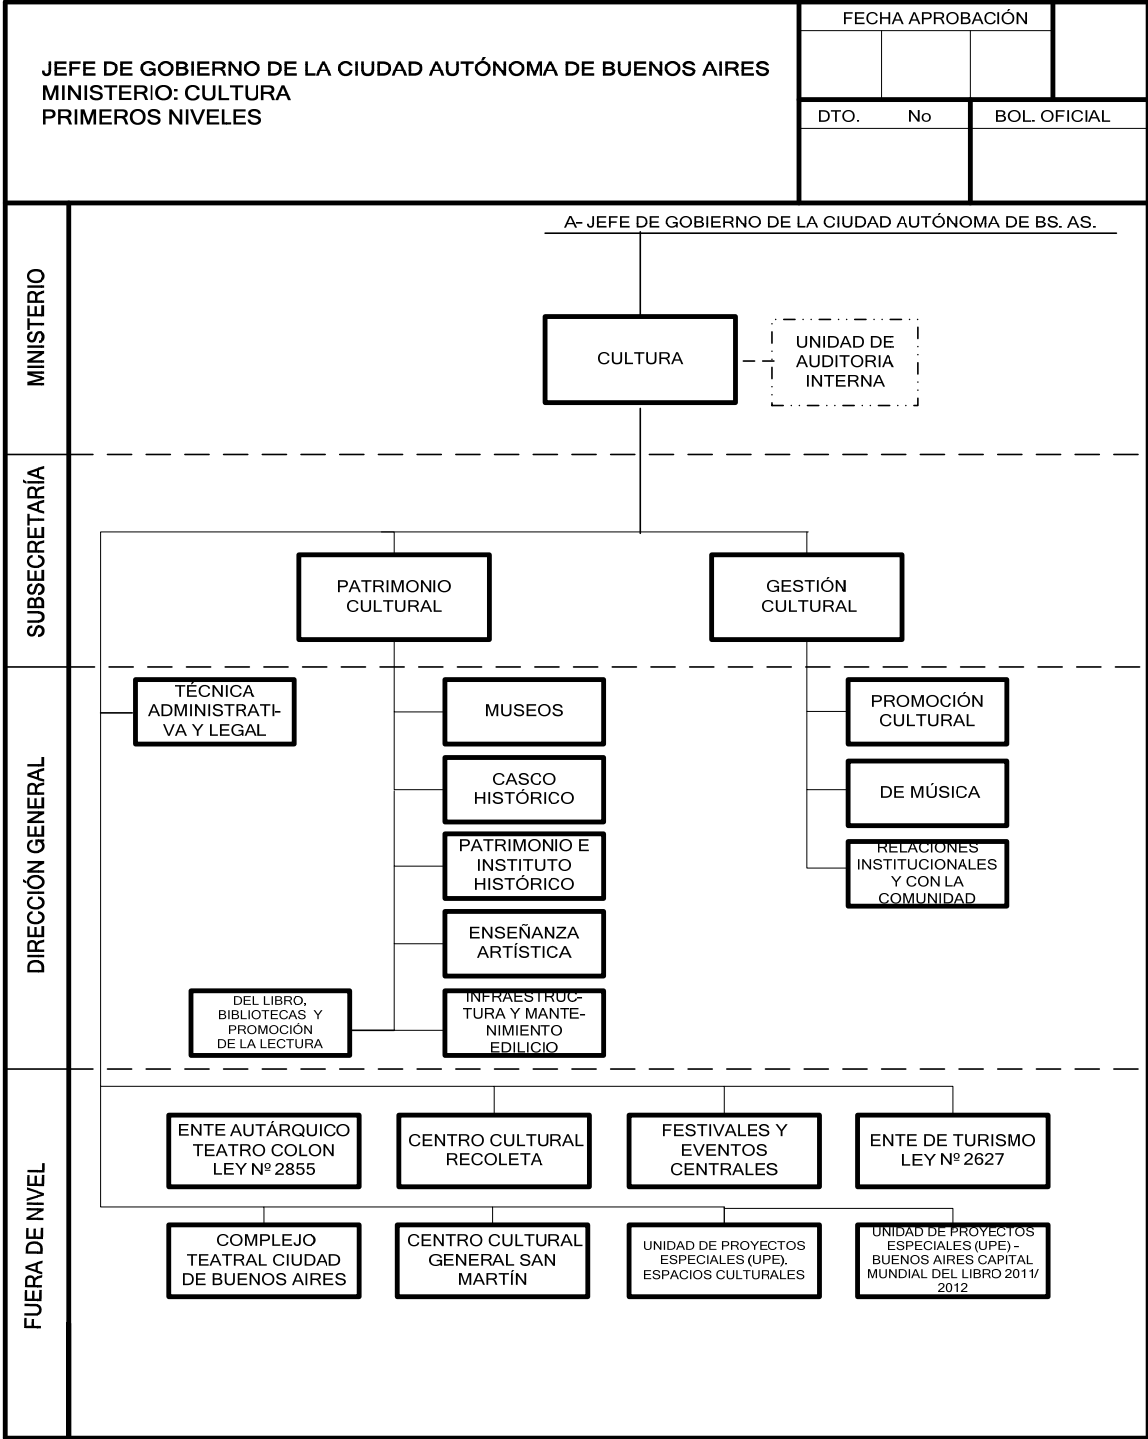 JEFE DE GOBIERNO DE LA CIUDAD AUTÓNOMA DE BUENOS AIRES
MINISTERIO: CULTURA
PRIMEROS NIVELES
FECHA APROBACIÓN
DTO. No
BOL. OFICIAL
MINISTERIO
A- JEFE DE GOBIERNO DE LA CIUDAD AUTÓNOMA DE BS. AS.
CULTURA
UNIDAD DE
AUDITORIA
INTERNA
SUBSECRETARÍA
PATRIMONIO
CULTURAL
GESTIÓN
CULTURAL
DIRECCIÓN GENERAL
TÉCNICA
ADMINISTRATI-
VA Y LEGAL
MUSEOS
PROMOCIÓN
CULTURAL
CASCO
HISTÓRICO
DE MÚSICA
PATRIMONIO E
INSTITUTO
HISTÓRICO
RELACIONES
INSTITUCIONALES
Y CON LA
COMUNIDAD
ENSEÑANZA
ARTÍSTICA
DEL LIBRO,
BIBLIOTECAS Y
PROMOCIÓN
DE LA LECTURA
INFRAESTRUC-
TURA Y MANTE-
NIMIENTO
EDILICIO
FUERA DE NIVEL
ENTE AUTÁRQUICO
TEATRO COLON
LEY Nº 2855
CENTRO CULTURAL
RECOLETA
FESTIVALES Y
EVENTOS
CENTRALES
ENTE DE TURISMO
LEY Nº 2627
COMPLEJO
TEATRAL CIUDAD
DE BUENOS AIRES
CENTRO CULTURAL
GENERAL SAN
MARTÍN
UNIDAD DE PROYECTOS
ESPECIALES (UPE).
ESPACIOS CULTURALES
UNIDAD DE PROYECTOS
ESPECIALES (UPE) –
BUENOS AIRES CAPITAL
MUNDIAL DEL LIBRO 2011/
2012